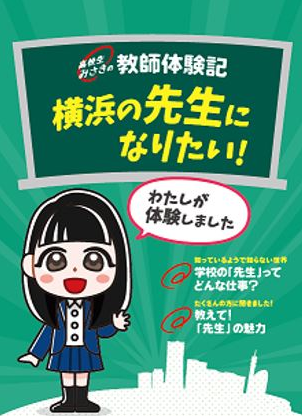 高校生
みさきの
教師体験記
横浜の先生に
なりたい!
わたしが
体験しました
知っているようで知らない世界
学校の「先生」って
どんな仕事?
たくさんの方に聞きました!
教えて!
「先生」の魅力